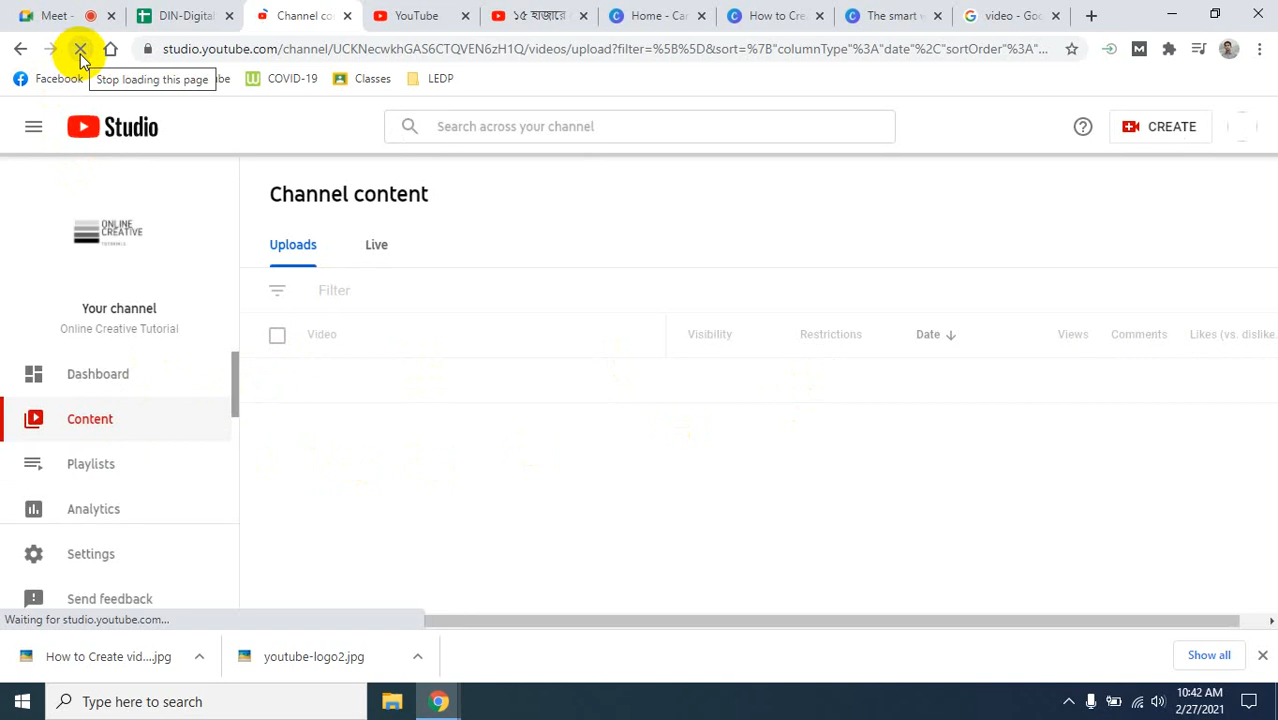 Meet -
DIN-Digital
Channel co
YouTube
১৫ হাজারে
Home - Car
How to Cre
The smart v
video - Goo
studio.youtube.com/channel/UCKNecwkhGAS6CTQVEN6zH1Q/videos/upload?filter=%5B%5D&sort=%7B"columnType"%3A"date"%2C"sortOrder"%3A"...
Facebook
Stop loading this page
be
COVID-19
Classes
LEDP
Studio
Search across your channel
CREATE
Channel content
ONLINE
CREATIVE
TUTORIALS
Uploads
Live
Filter
Your channel
Online Creative Tutorial
Video
Visibility
Restrictions
Date
Views
Comments
Likes (vs. dislike
Dashboard
Content
Playlists
Analytics
Settings
Send feedback
Waiting for studio.youtube.com...
How to Create vid....jpg
youtube-logo2.jpg
Show all
Type here to search
10:42 AM
2/27/2021